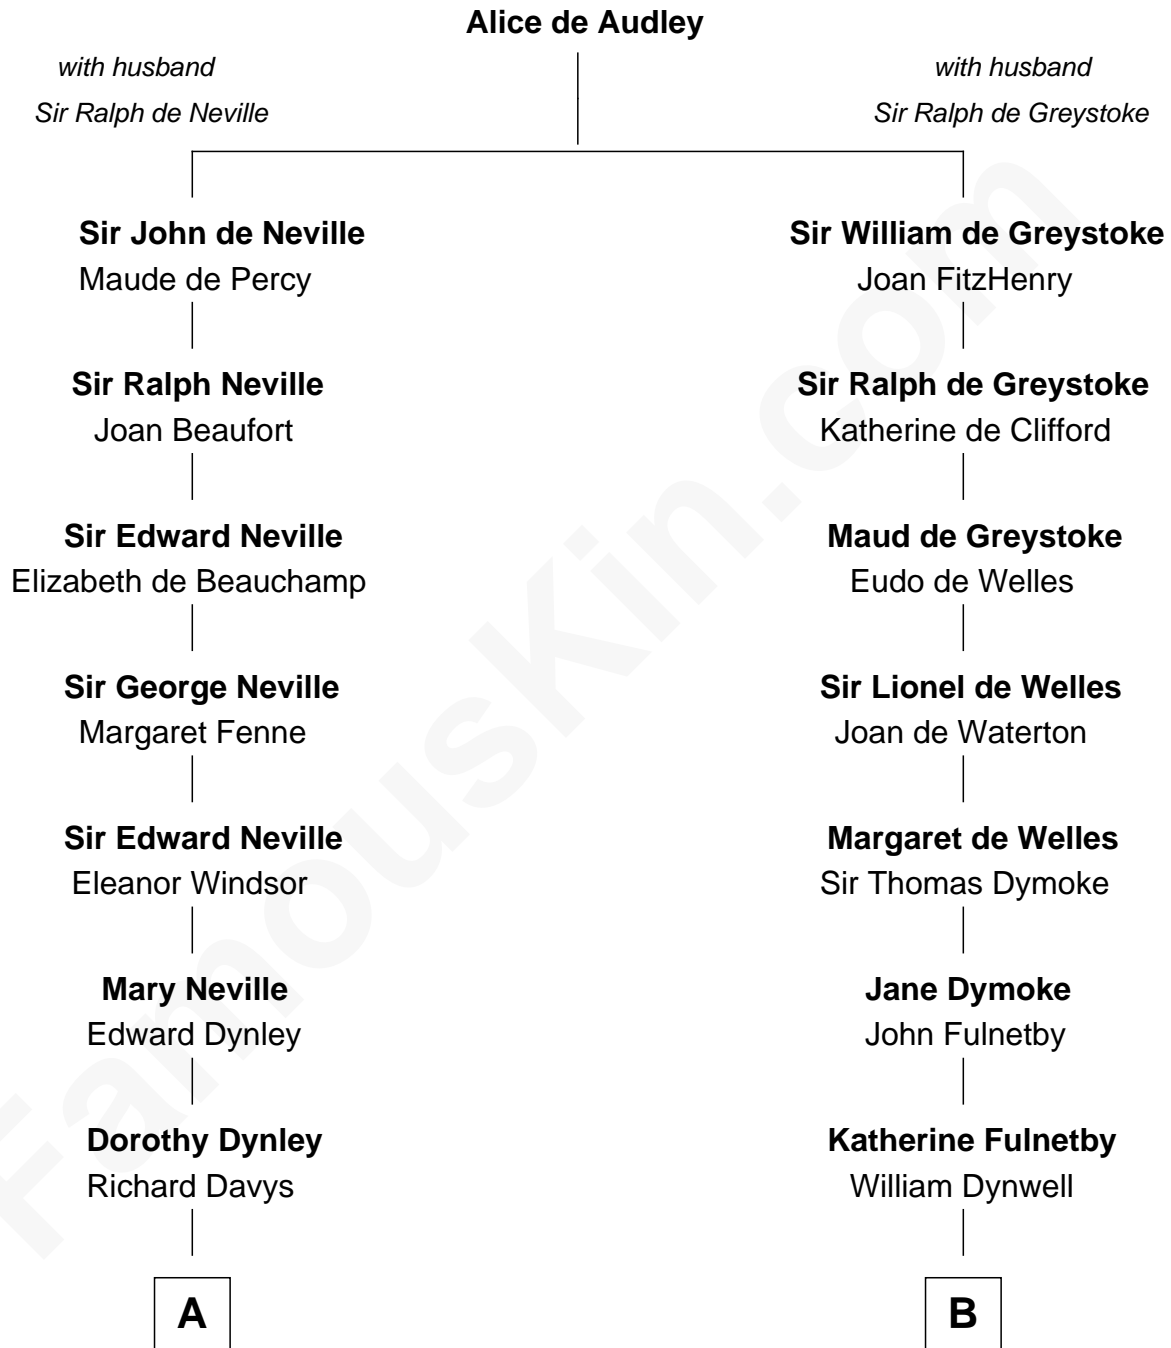 Alice de Audley
with husband
Sir Ralph de Neville
with husband
Sir Ralph de Greystoke
Sir John de Neville
Maude de Percy
Sir William de Greystoke
Joan FitzHenry
Sir Ralph Neville
Joan Beaufort
Sir Ralph de Greystoke
Katherine de Clifford
Sir Edward Neville
Elizabeth de Beauchamp
Maud de Greystoke
Eudo de Welles
Sir George Neville
Margaret Fenne
Sir Lionel de Welles
Joan de Waterton
Sir Edward Neville
Eleanor Windsor
Margaret de Welles
Sir Thomas Dymoke
Mary Neville
Edward Dynley
Jane Dymoke
John Fulnetby
Dorothy Dynley
Richard Davys
Katherine Fulnetby
William Dynwell
A
B
FamousKin.com